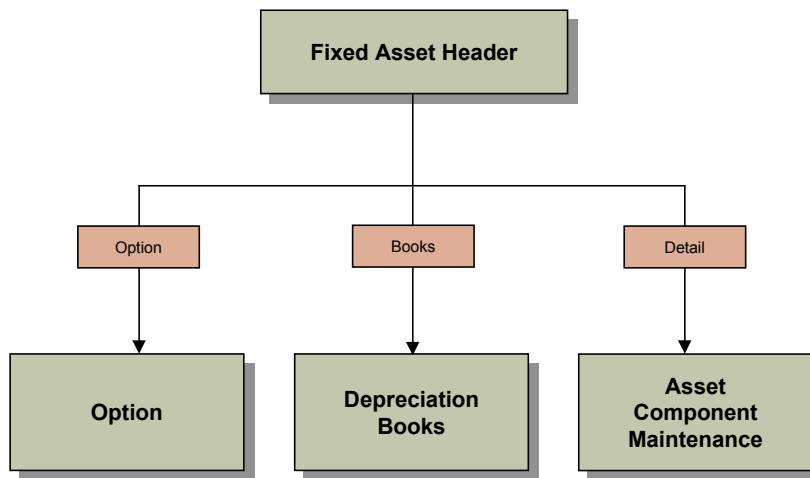 Fixed Asset Header
Option
Books
Detail
Option
Depreciation
Books
Asset
Component
Maintenance